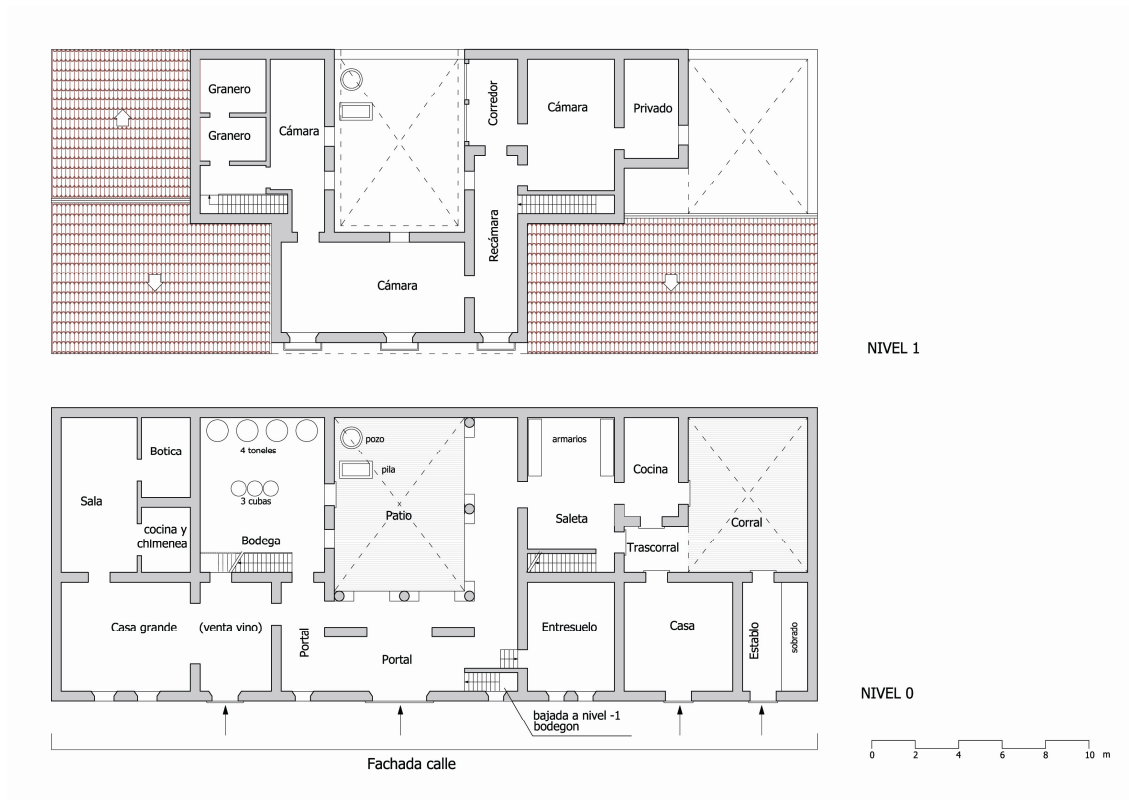 Granero
Granero
Cámara
Corredor
Cámara
Privado
Recámara
Cámara
NIVEL 1
Sala
Botica
cocina y
chimenea
4 toneles
3 cubas
Bodega
pozo
pila
Patio
armarios
Saleta
Cocina
Trascorral
Corral
Casa grande
(venta vino)
Portal
Portal
Entresuelo
Casa
Establo
sobrado
NIVEL 0
bajada a nivel -1
bodegon
Fachada calle
0 2 4 6 8 10 m